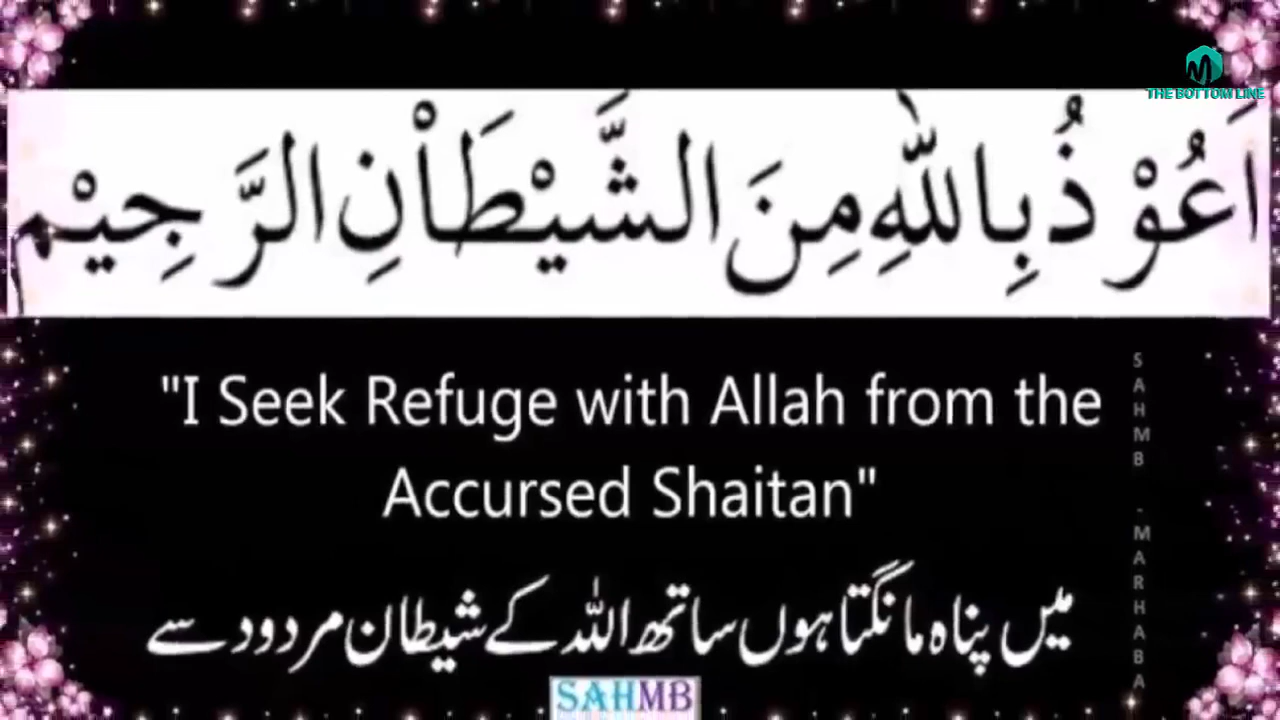 THE BOTTOM LINE
اَعُوْذُ بِاللّٰهِ مِنَ الشَّيْطَاْنِ الرَّجِيْم
"I Seek Refuge with Allah from the
Accursed Shaitan"
میں پناہ مانگتا ہوں ساتھ اللہ کے شیطان مردود سے
SAHMB - MARHABA
SAHMB